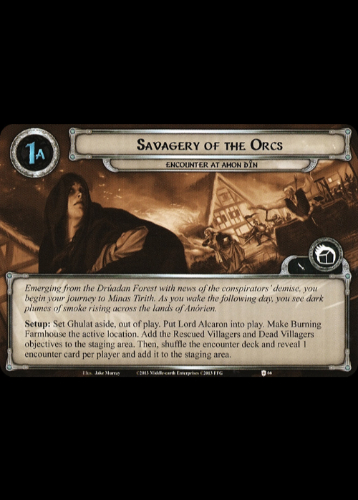 1A
SAVAGERY OF THE ORCS
ENCOUNTER AT AMON DÎN
Emerging from the Drúadan Forest with news of the conspirators' demise, you
begin your journey to Minas Tirith. As you wake the following day, you see dark
plumes of smoke rising across the lands of Anórien.
Setup: Set Ghulat aside, out of play. Put Lord Alcaron into play. Make Burning
Farmhouse the active location. Add the Rescued Villagers and Dead Villagers
objectives to the staging area. Then, shuffle the encounter deck and reveal 1
encounter card per player and add it to the staging area.
Illus. Jake Murray ©2013 Middle-earth Enterprises ©2013 FFG